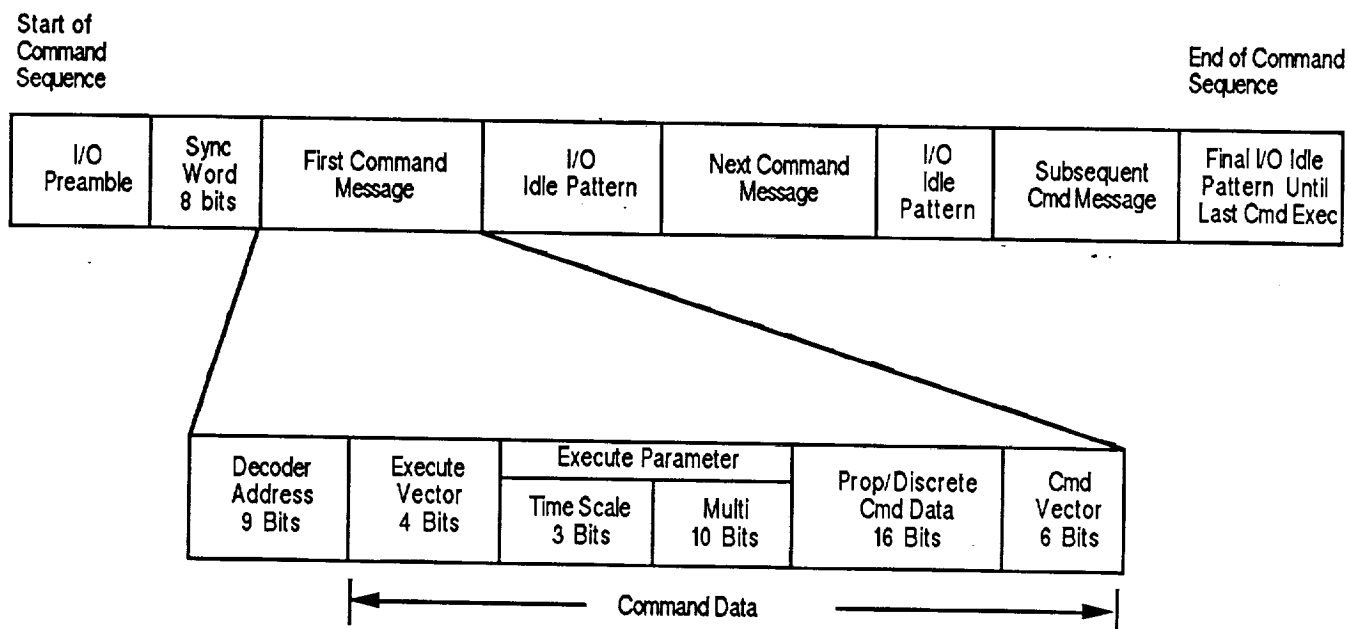 Start of
Command
Sequence
End of Command
Sequence
I/O
Preamble
Sync
Word
8 bits
First Command
Message
I/O
Idle Pattern
Next Command
Message
I/O
Idle
Pattern
Subsequent
Cmd Message
Final I/O Idle
Pattern Until
Last Cmd Exec
Decoder
Address
9 Bits
Execute
Vector
4 Bits
Execute Parameter
Time Scale
3 Bits
Multi
10 Bits
Prop/Discrete
Cmd Data
16 Bits
Cmd
Vector
6 Bits
Command Data